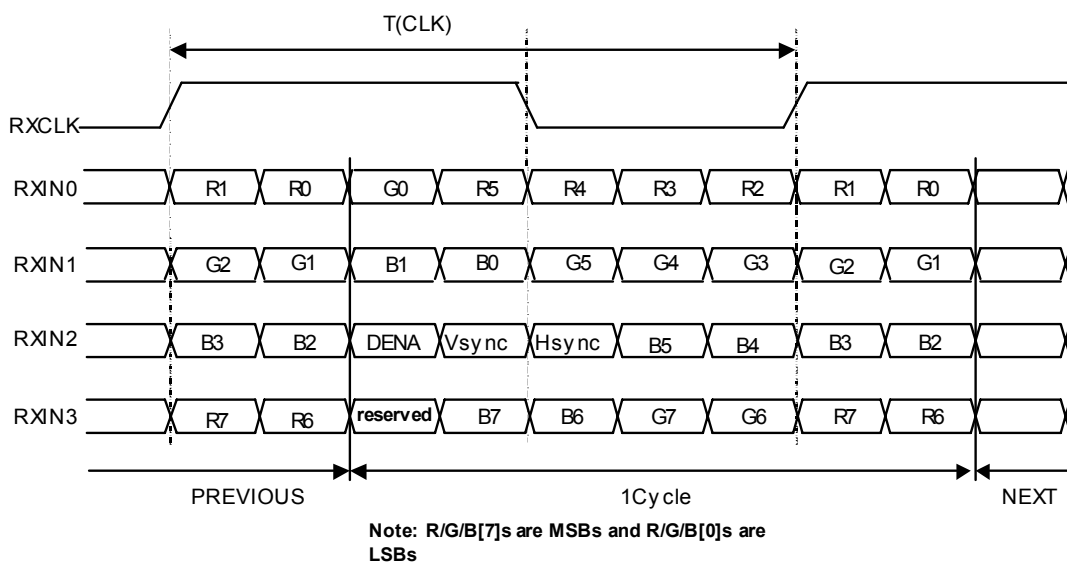 T(CLK)
RXCLK
RXIN0 R1 R0 G0 R5 R4 R3 R2 R1 R0
RXIN1 G2 G1 B1 B0 G5 G4 G3 G2 G1
RXIN2 B3 B2 DENA Vsync Hsync B5 B4 B3 B2
RXIN3 R7 R6 reserved B7 B6 G7 G6 R7 R6
PREVIOUS 1Cycle NEXT
Note: R/G/B[7]s are MSBs and R/G/B[0]s are
LSBs